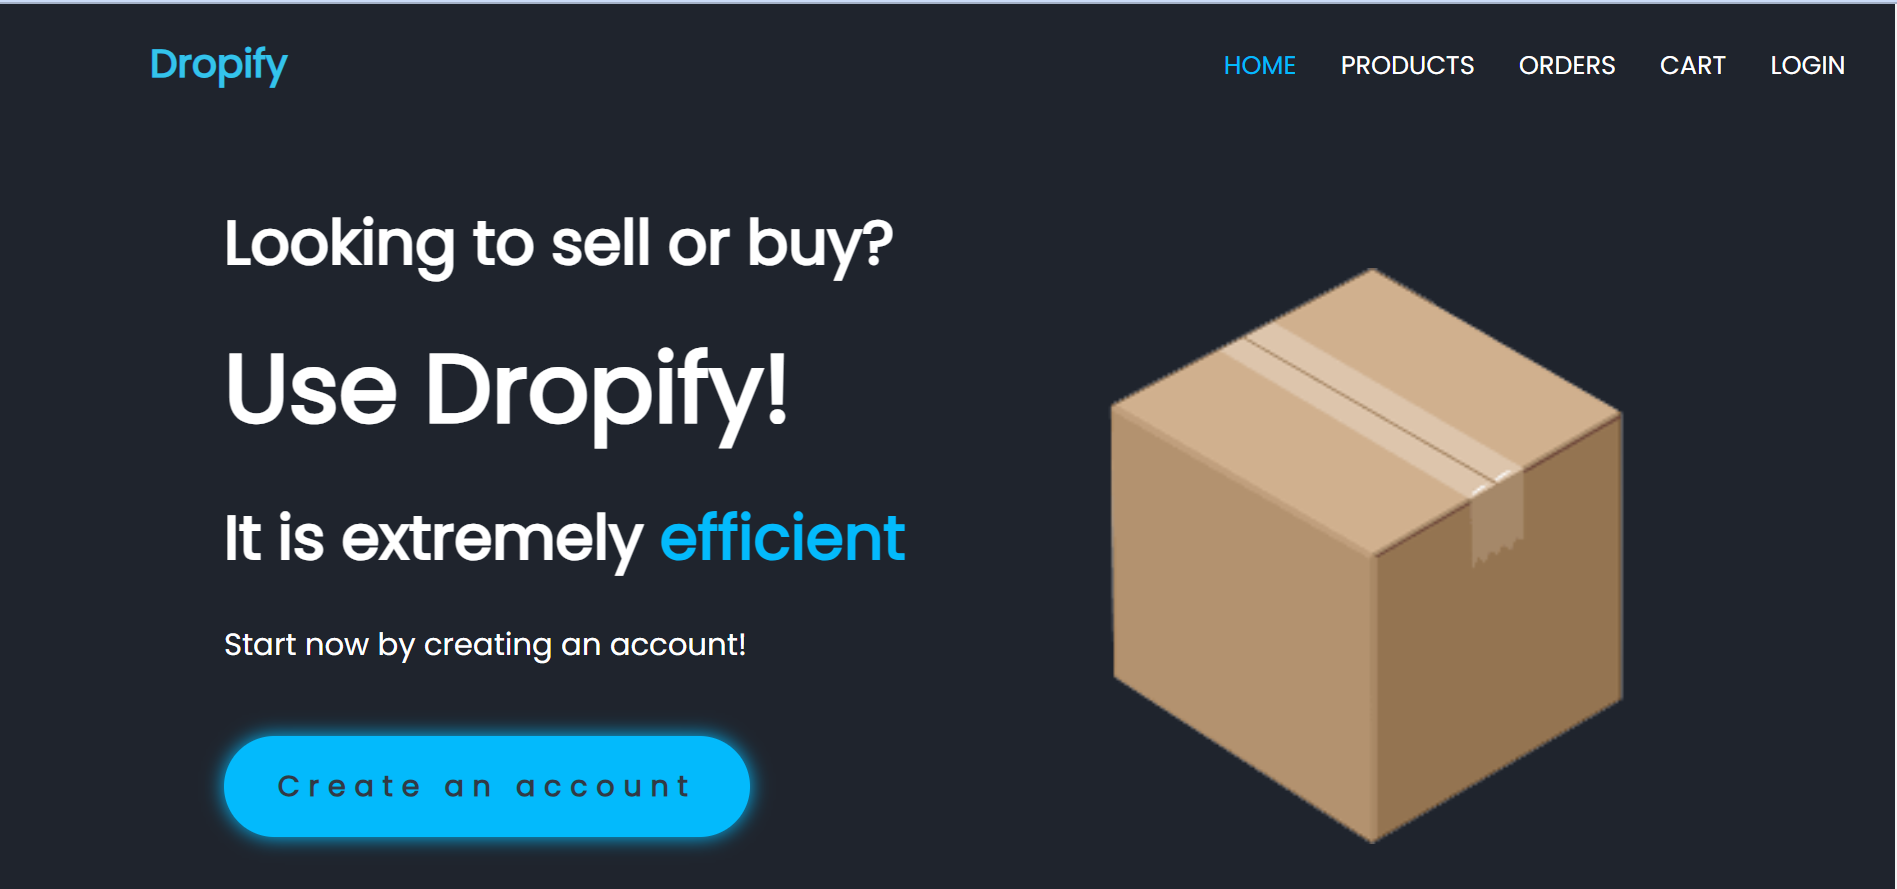 Dropify
HOME PRODUCTS ORDERS CART LOGIN
Looking to sell or buy?
Use Dropify!
It is extremely efficient
Start now by creating an account!
Create an account